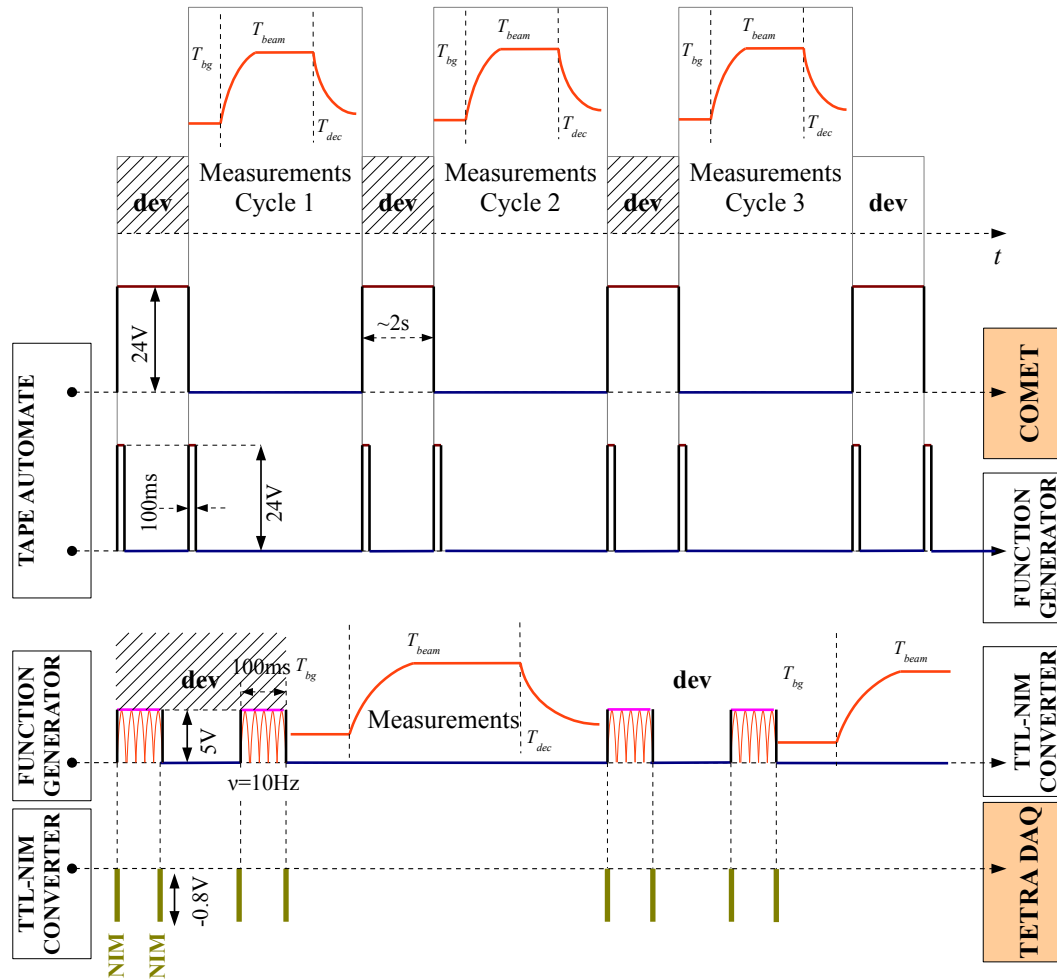 T_beam
T_beam
T_beam
T_bg
T_bg
T_bg
T_dec
T_dec
T_dec
Measurements
Cycle 1
Measurements
Cycle 2
Measurements
Cycle 3
dev
dev
dev
dev
t
24V
~2s
TAPE AUTOMATE
COMET
100ms
24V
FUNCTION
GENERATOR
FUNCTION
GENERATOR
dev
100ms
T_bg
T_beam
Measurements
T_dec
dev
T_bg
T_beam
5V
ν=10Hz
TTL-NIM
CONVERTER
TTL-NIM
CONVERTER
-0.8V
NIM
NIM
TETRA DAQ